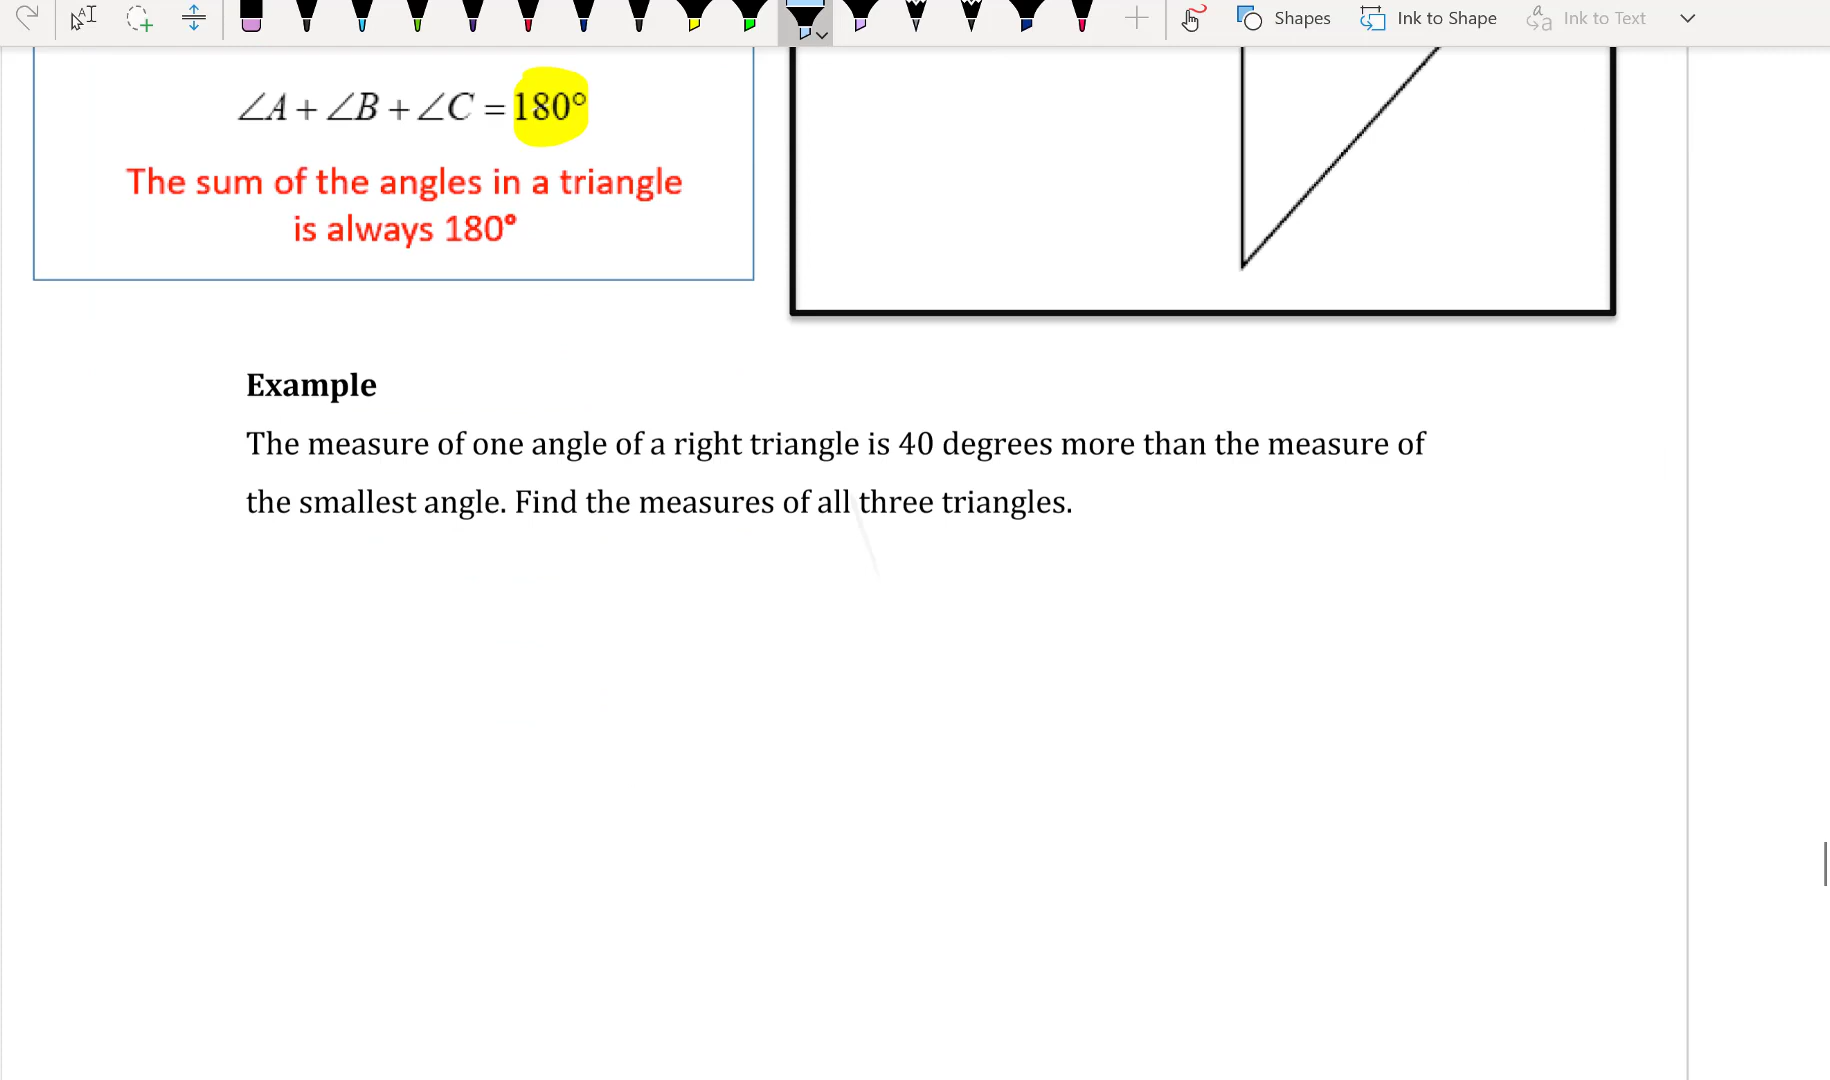 Shapes
Ink to Shape
Ink to Text
∠A + ∠B + ∠C = 180°
The sum of the angles in a triangle
is always 180°
Example
The measure of one angle of a right triangle is 40 degrees more than the measure of
the smallest angle. Find the measures of all three triangles.